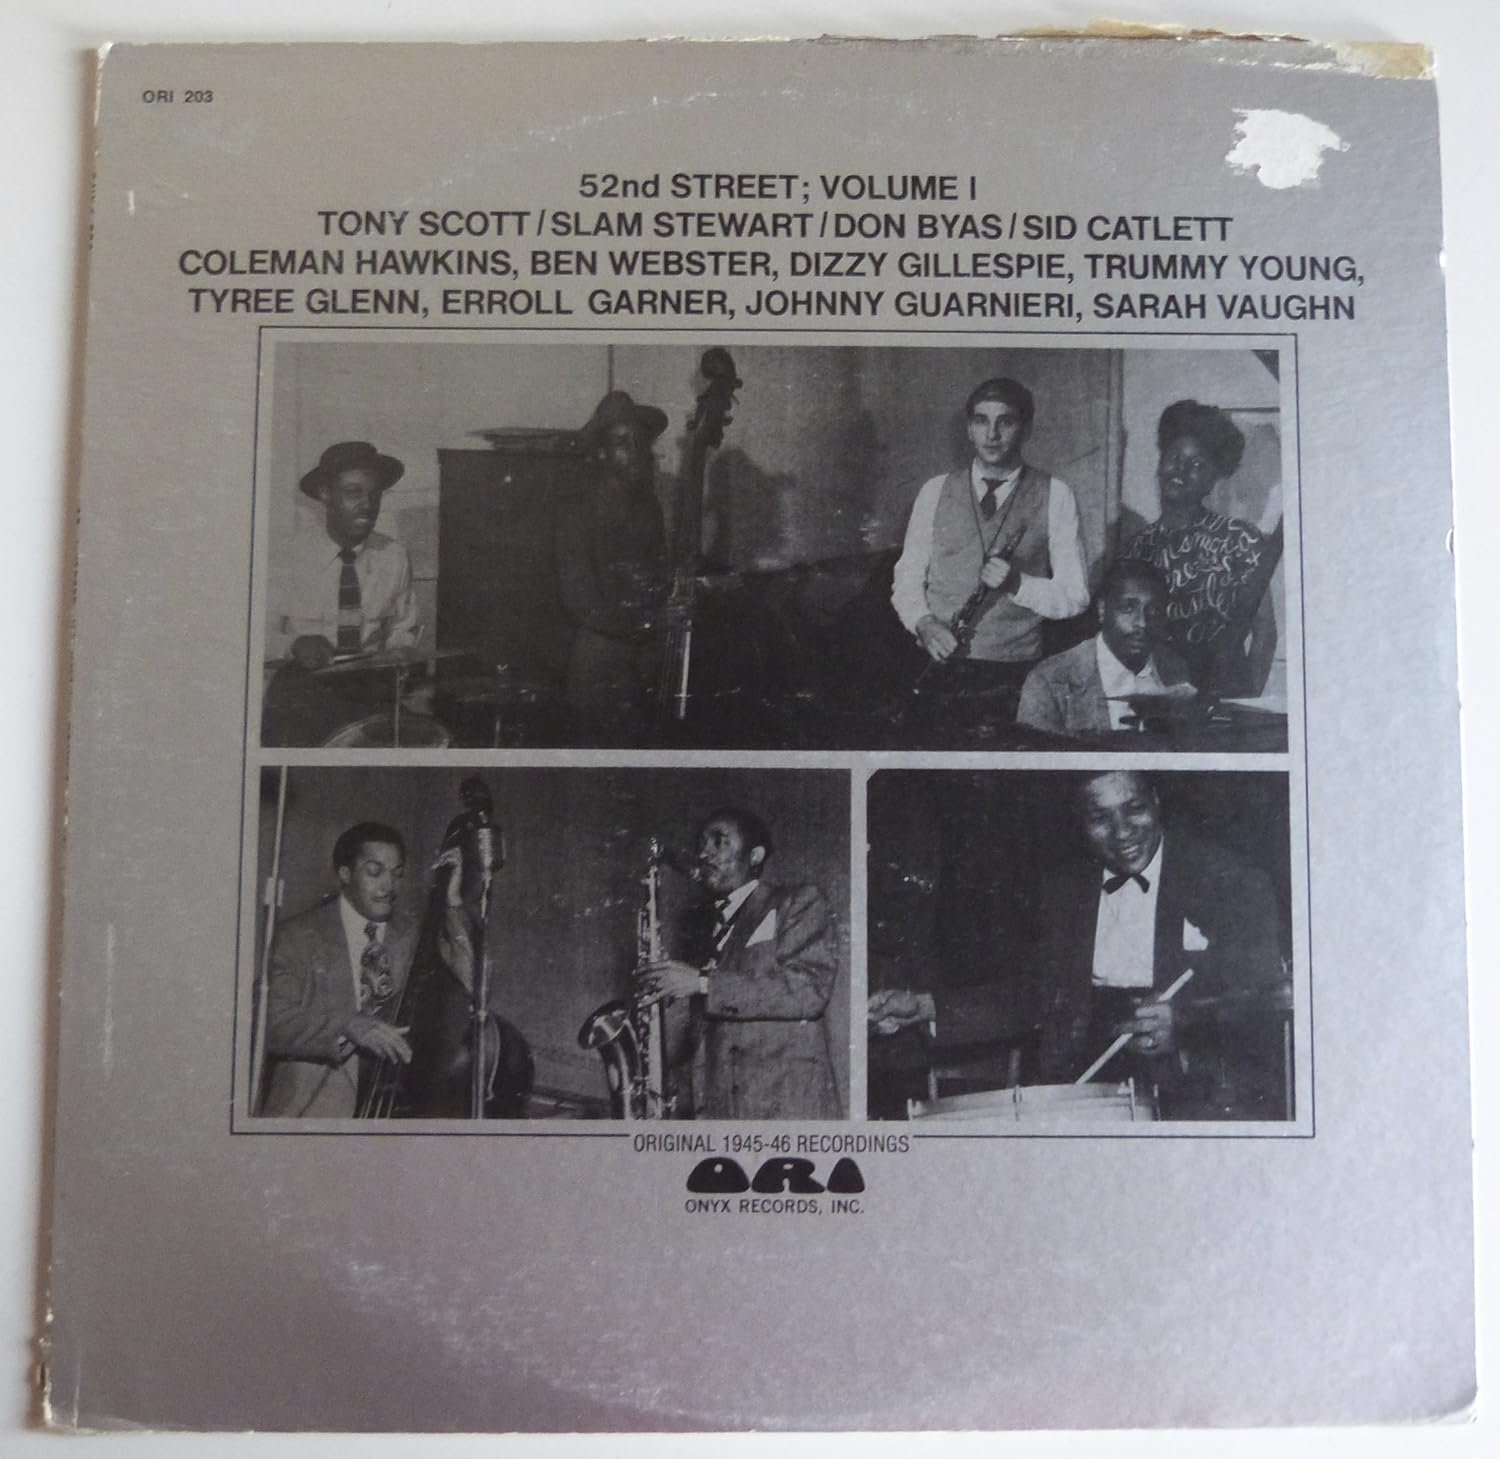 ORI 203
52nd STREET; VOLUME I
TONY SCOTT/SLAM STEWART/DON BYAS/SID CATLETT
COLEMAN HAWKINS, BEN WEBSTER, DIZZY GILLESPIE, TRUMMY YOUNG,
TYREE GLENN, ERROLL GARNER, JOHNNY GUARNIERI, SARAH VAUGHN
ORIGINAL 1945-46 RECORDINGS
ORI
ONYX RECORDS, INC.